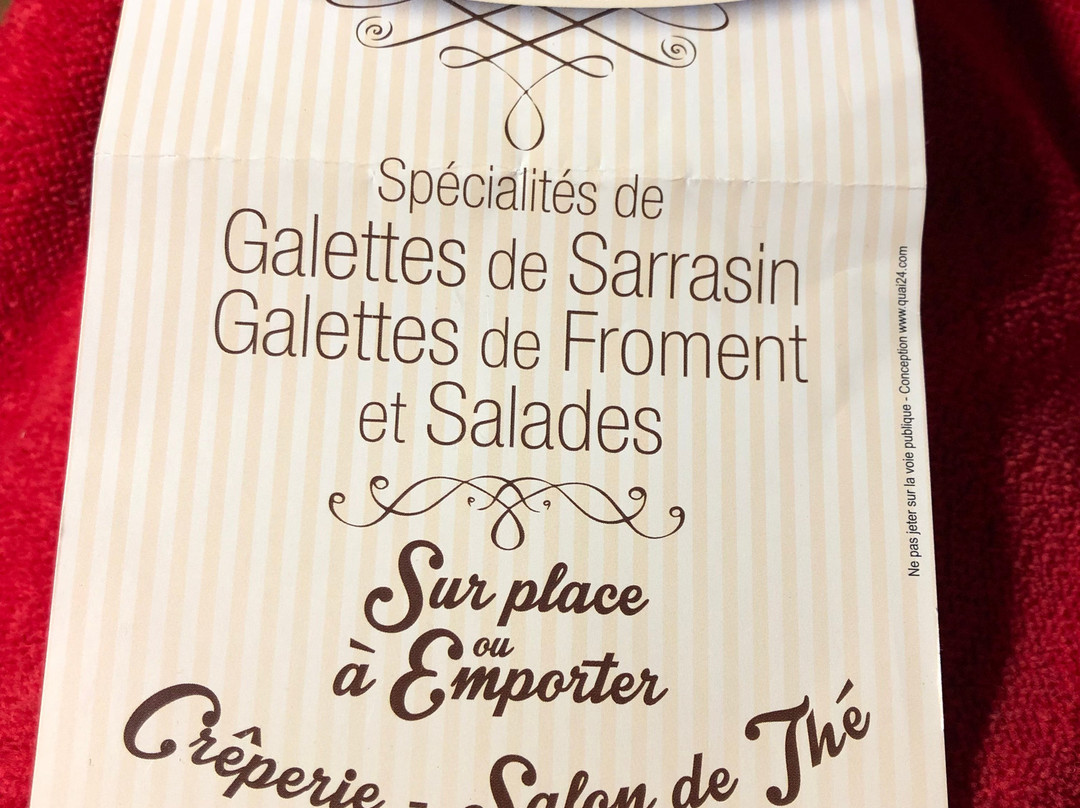 Spécialités de
Galettes de Sarrasin
Galettes de Froment
et Salades
Sur place
ou
à Emporter
Crêperie - Salon de Thé
Ne pas jeter sur la voie publique - Conception www.quai24.com